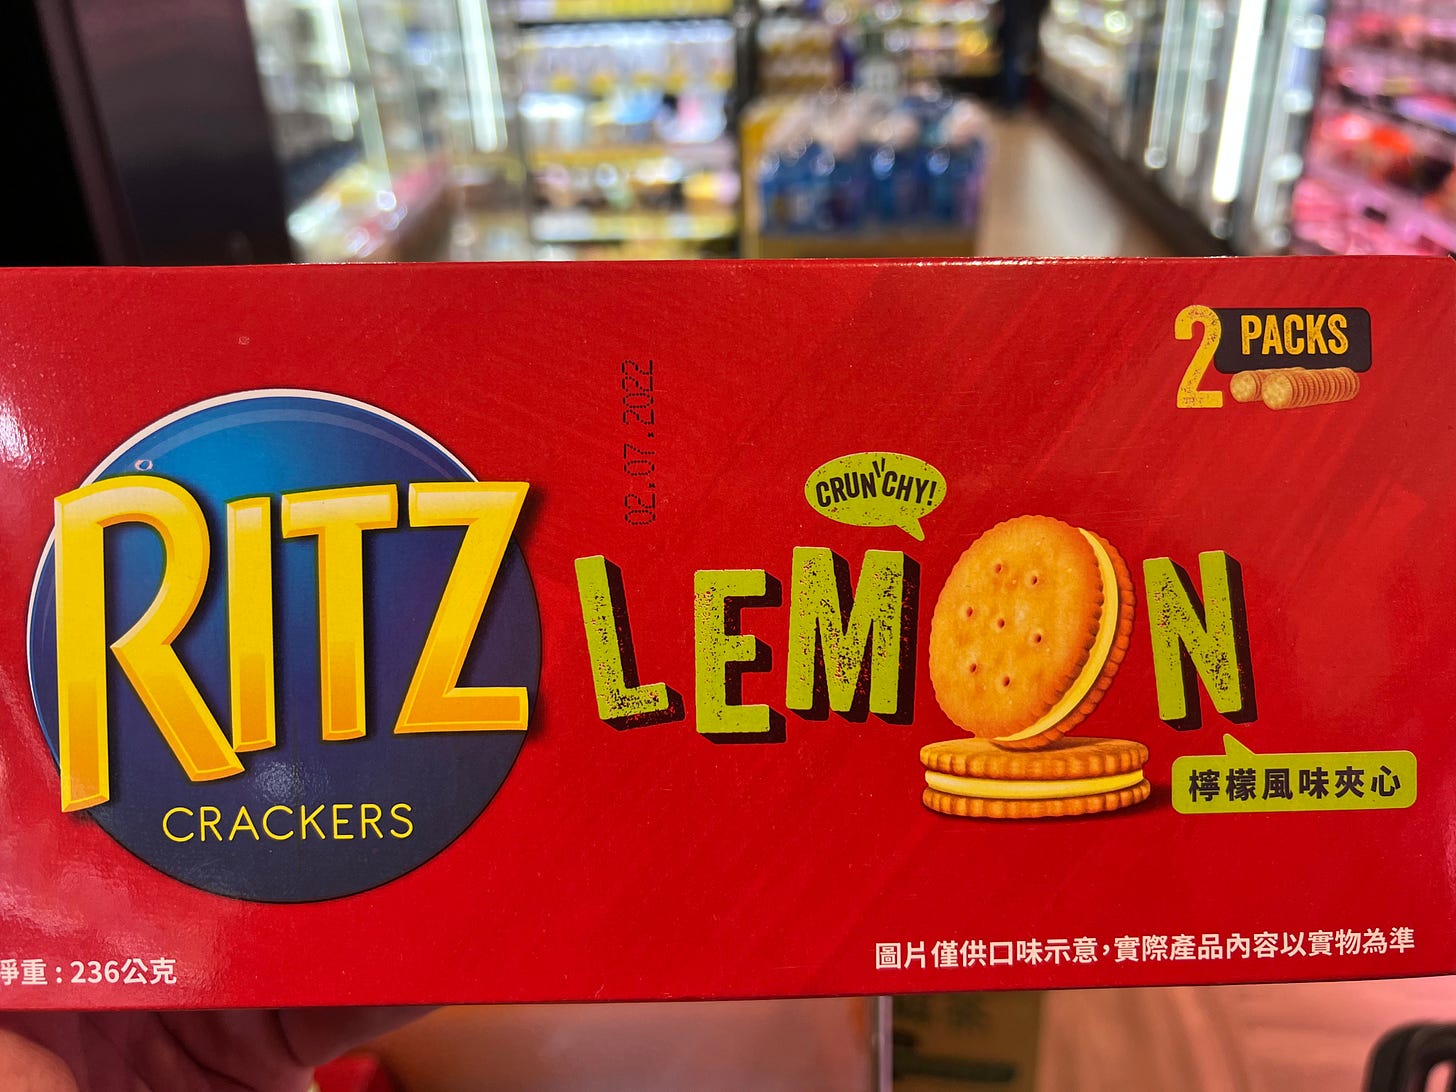 2 PACKS
02.07.2022
CRUNCHY!
RITZ
CRACKERS
LEMON
檸檬風味夾心
淨重 : 236公克
圖片僅供口味示意，實際產品內容以實物為準